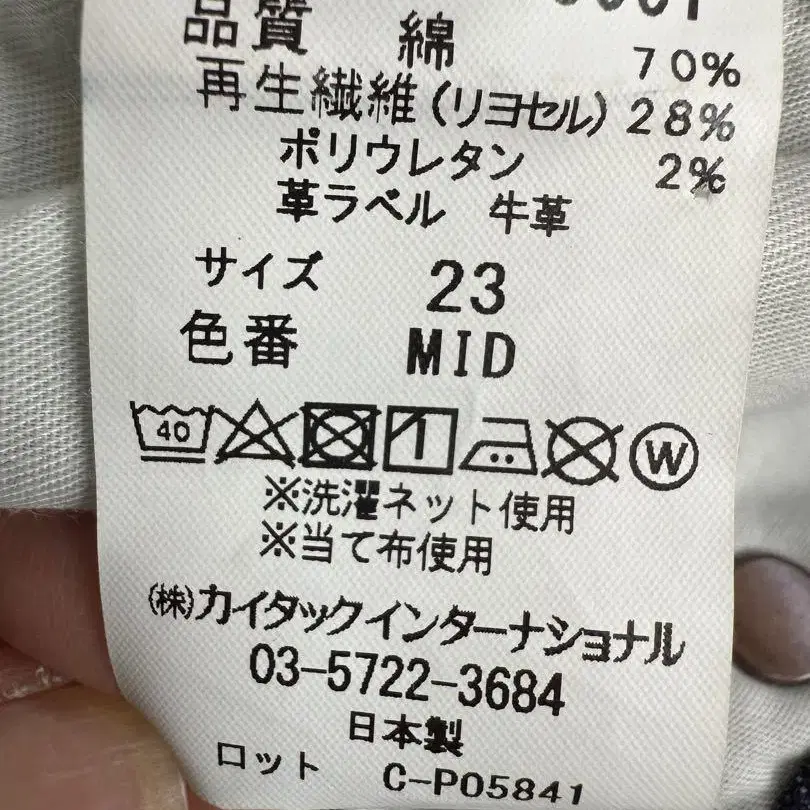 品質 綿 70%
再生繊維(リヨセル) 28%
ポリウレタン 2%
革ラベル 牛革
サイズ 23
色番 MID
40 W
※洗濯ネット使用
※当て布使用
(株)カイタックインターナショナル
03-5722-3684
日本製
ロット C-P05841